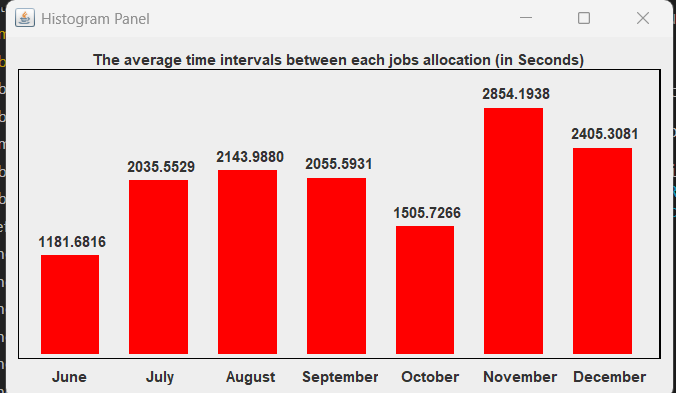 Histogram Panel
The average time intervals between each jobs allocation (in Seconds)
2854.1938
2405.3081
2143.9880
2055.5931
2035.5529
1505.7266
1181.6816
June July August September October November December